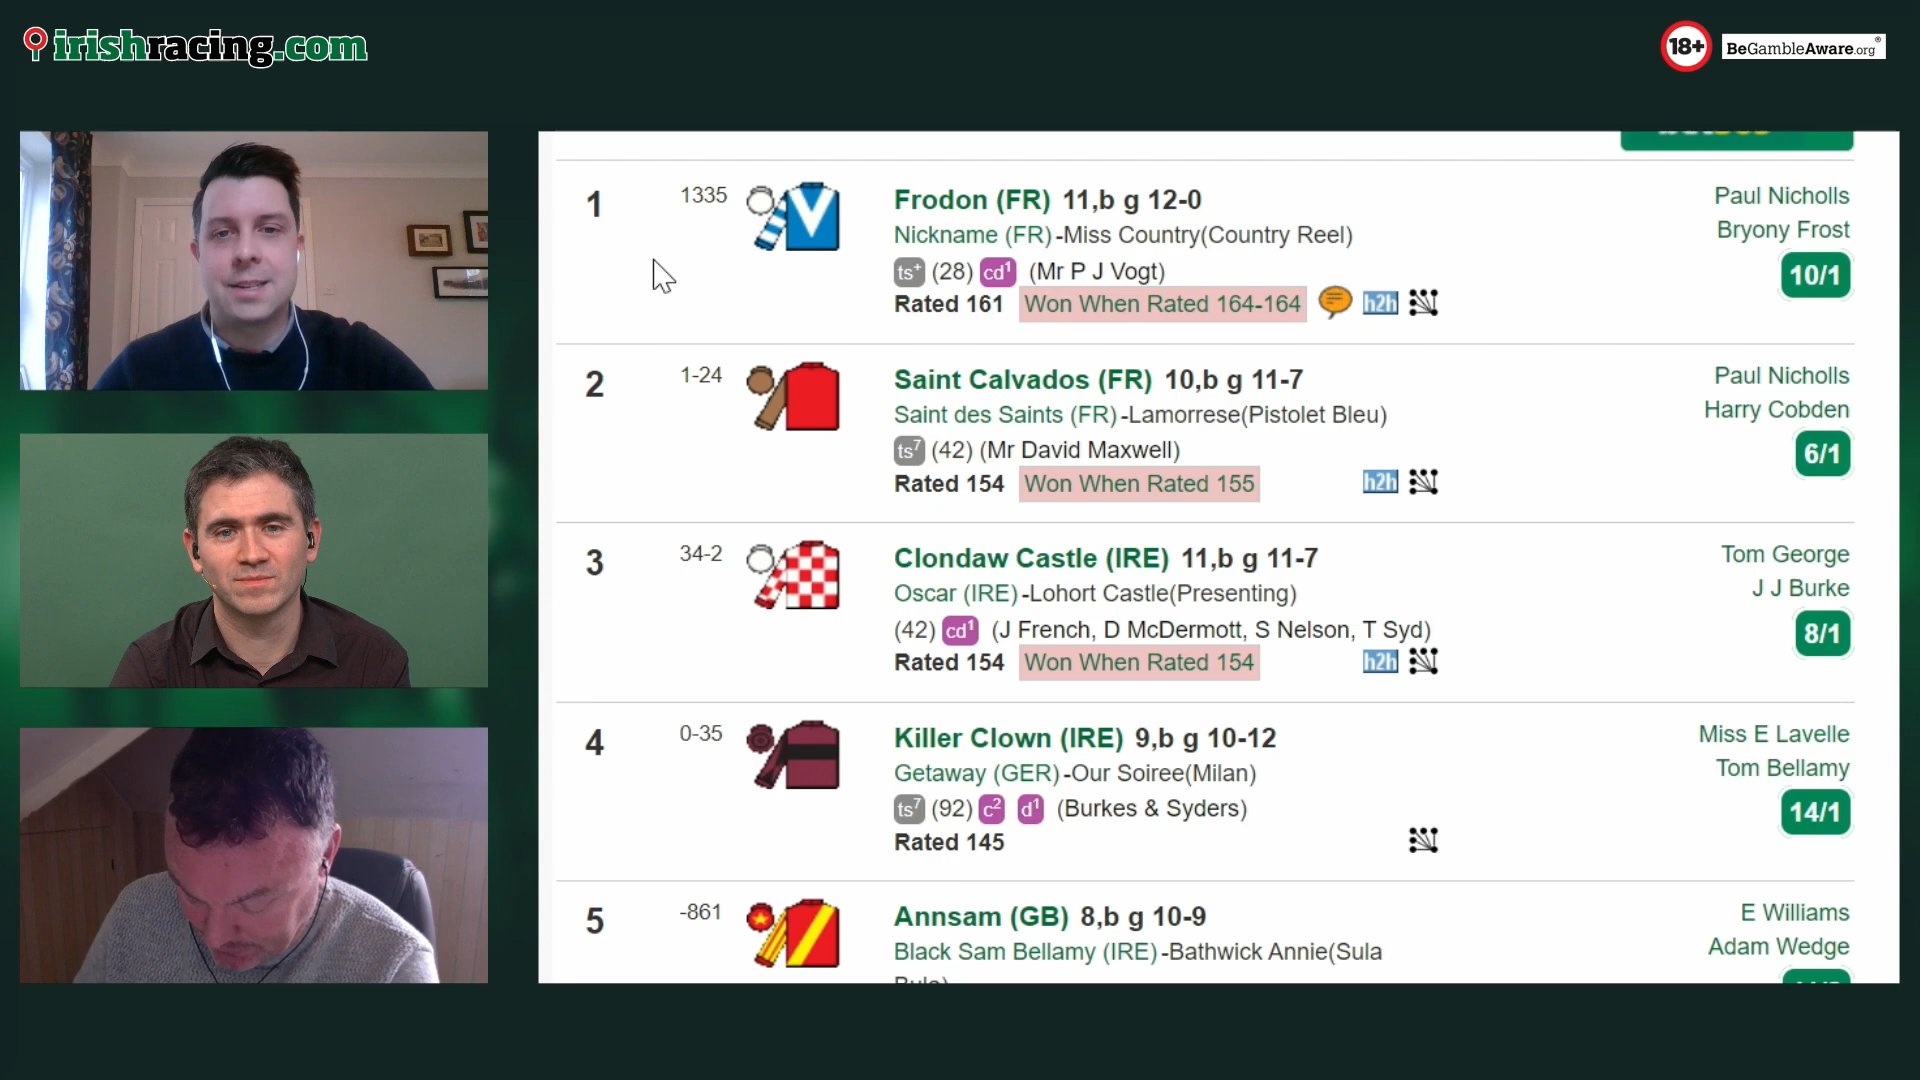 irishracing.com
18+
BeGambleAware.org®
1
1335
Frodon (FR) 11,b g 12-0
Nickname (FR)-Miss Country(Country Reel)
ts+ (28) cd1 (Mr P J Vogt)
Rated 161 Won When Rated 164-164 h2h
Paul Nicholls
Bryony Frost
10/1
2
1-24
Saint Calvados (FR) 10,b g 11-7
Saint des Saints (FR)-Lamorrese(Pistolet Bleu)
ts7 (42) (Mr David Maxwell)
Rated 154 Won When Rated 155 h2h
Paul Nicholls
Harry Cobden
6/1
3
34-2
Clondaw Castle (IRE) 11,b g 11-7
Oscar (IRE)-Lohort Castle(Presenting)
(42) cd1 (J French, D McDermott, S Nelson, T Syd)
Rated 154 Won When Rated 154 h2h
Tom George
J J Burke
8/1
4
0-35
Killer Clown (IRE) 9,b g 10-12
Getaway (GER)-Our Soiree(Milan)
ts7 (92) c2 d1 (Burkes & Syders)
Rated 145
Miss E Lavelle
Tom Bellamy
14/1
5
-861
Annsam (GB) 8,b g 10-9
Black Sam Bellamy (IRE)-Bathwick Annie(Sula
E Williams
Adam Wedge